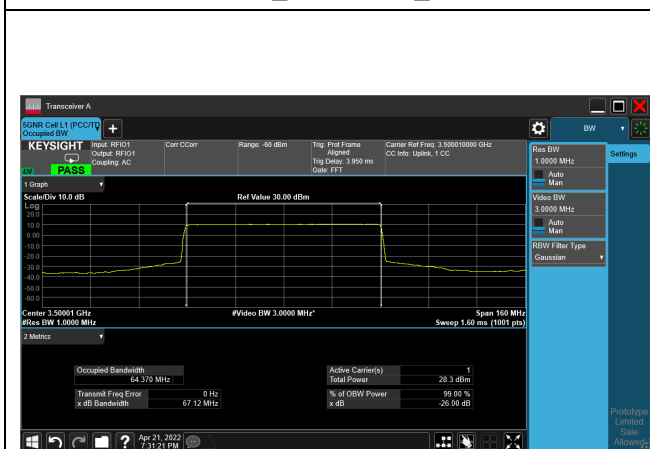 Transceiver A
5GNR Cell L1 (PCC/TD
Occupied BW
+
BW
KEYSIGHT
LVI
PASS
Input: RFIO1
Output: RFIO1
Coupling: AC
Corr CCorr
Range: -60 dBm
Trig: Prot Frame
Aligned
Trig Delay: 3.950 ms
Gate: FFT
Carrier Ref Freq: 3.500010000 GHz
CC Info: Uplink, 1 CC
Res BW
1.0000 MHz
Auto
Man
Settings
Video BW
3.0000 MHz
Auto
Man
RBW Filter Type
Gaussian
1 Graph
Scale/Div 10.0 dB
Ref Value 30.00 dBm
Log
20.0
10.0
0.00
-10.0
-20.0
-30.0
-40.0
-50.0
-60.0
Center 3.50001 GHz
#Video BW 3.0000 MHz*
Span 160 MHz
#Res BW 1.0000 MHz
Sweep 1.60 ms (1001 pts)
2 Metrics
Occupied Bandwidth
64.370 MHz
Active Carrier(s) 1
Total Power 28.3 dBm
Transmit Freq Error 0 Hz
x dB Bandwidth 67.12 MHz
% of OBW Power 99.00 %
x dB -26.00 dB
Prototype
Limited
Sale
Allowed
?
Apr 21, 2022
7:31:21 PM